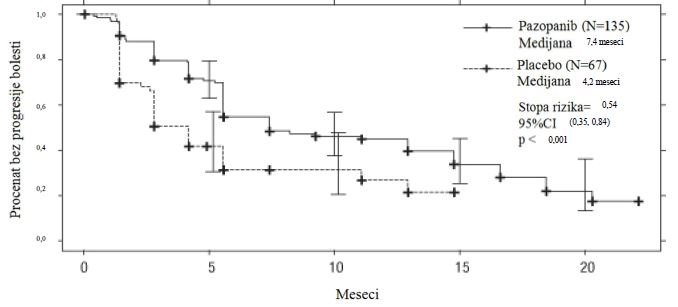 Procenat bez progresije bolesti
1,0
0,8
0,6
0,4
0,2
0,0
Pazopanib (N=135)
Medijana 7,4 meseci
Placebo (N=67)
Medijana 4,2 meseci
Stopa rizika= 0,54
95%CI (0,35, 0,84)
p < 0,001
0 5 10 15 20
Meseci